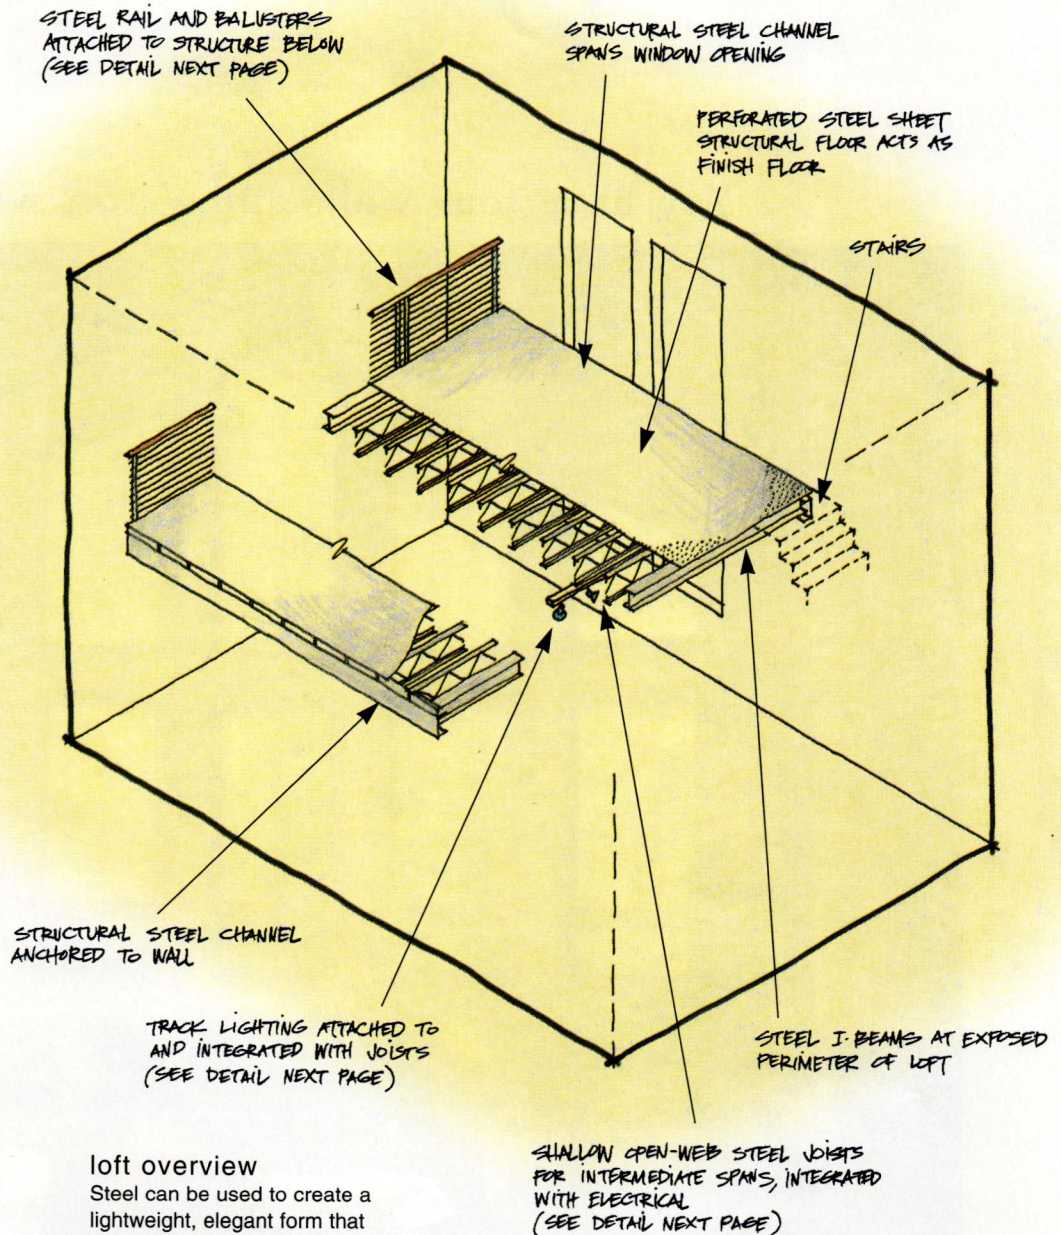 STEEL RAIL AND BALUSTERS
ATTACHED TO STRUCTURE BELOW
(SEE DETAIL NEXT PAGE)
STRUCTURAL STEEL CHANNEL
SPANS WINDOW OPENING
PERFORATED STEEL SHEET
STRUCTURAL FLOOR ACTS AS
FINISH FLOOR
STAIRS
STRUCTURAL STEEL CHANNEL
ANCHORED TO WALL
TRACK LIGHTING ATTACHED TO
AND INTEGRATED WITH JOISTS
(SEE DETAIL NEXT PAGE)
STEEL I-BEAMS AT EXPOSED
PERIMETER OF LOFT
SHALLOW OPEN-WEB STEEL JOISTS
FOR INTERMEDIATE SPANS, INTEGRATED
WITH ELECTRICAL
(SEE DETAIL NEXT PAGE)
loft overview
Steel can be used to create a
lightweight, elegant form that